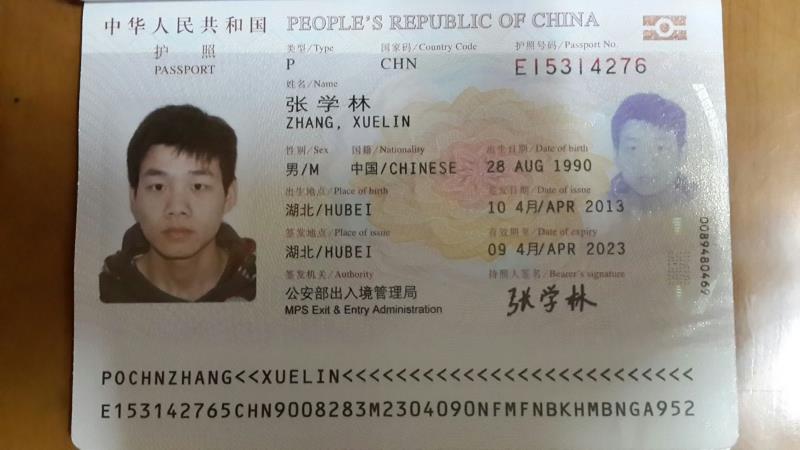 中华人民共和国 PEOPLE'S REPUBLIC OF CHINA
护照
PASSPORT
类型/Type 国家码/Country Code 护照号码/Passport No.
P CHN E15314276
姓名/Name
张学林
ZHANG, XUELIN
性别/Sex 国籍/Nationality 出生日期/Date of birth
男/M 中国/CHINESE 28 AUG 1990
出生地点/Place of birth 签发日期/Date of issue
湖北/HUBEI 10 4月/APR 2013
签发地点/Place of issue 有效期至/Date of expiry
湖北/HUBEI 09 4月/APR 2023
签发机关/Authority 持照人签名/Bearer's signature
公安部出入境管理局 张学林
MPS Exit & Entry Administration
0089480469
POCHNZHANG<<XUELIN<<<<<<<<<<<<<<<<<<<<<<<<<<
E153142765CHN9008283M2304090NFMFNBKHMBNGA952